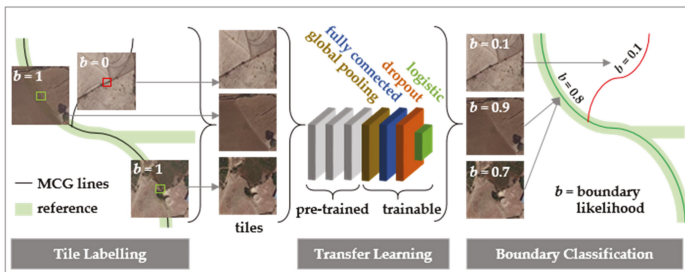 b = 1
b = 0
b = 1
MCG lines
reference
tiles
Tile Labelling
global pooling
fully connected
dropout
logistic
pre-trained
trainable
Transfer Learning
b = 0.1
b = 0.9
b = 0.7
b = 0.1
b = 0.8
b = boundary
likelihood
Boundary Classification